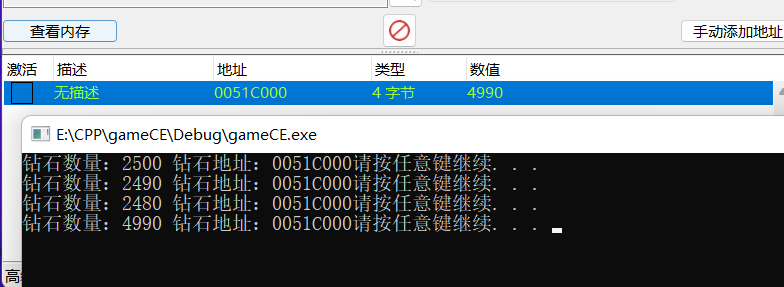 查看内存
手动添加地址
激活 描述 地址 类型 数值
无描述 0051C000 4 字节 4990
E:\CPP\gameCE\Debug\gameCE.exe
钻石数量：2500 钻石地址：0051C000请按任意键继续. . .
钻石数量：2490 钻石地址：0051C000请按任意键继续. . .
钻石数量：2480 钻石地址：0051C000请按任意键继续. . .
钻石数量：4990 钻石地址：0051C000请按任意键继续. . .